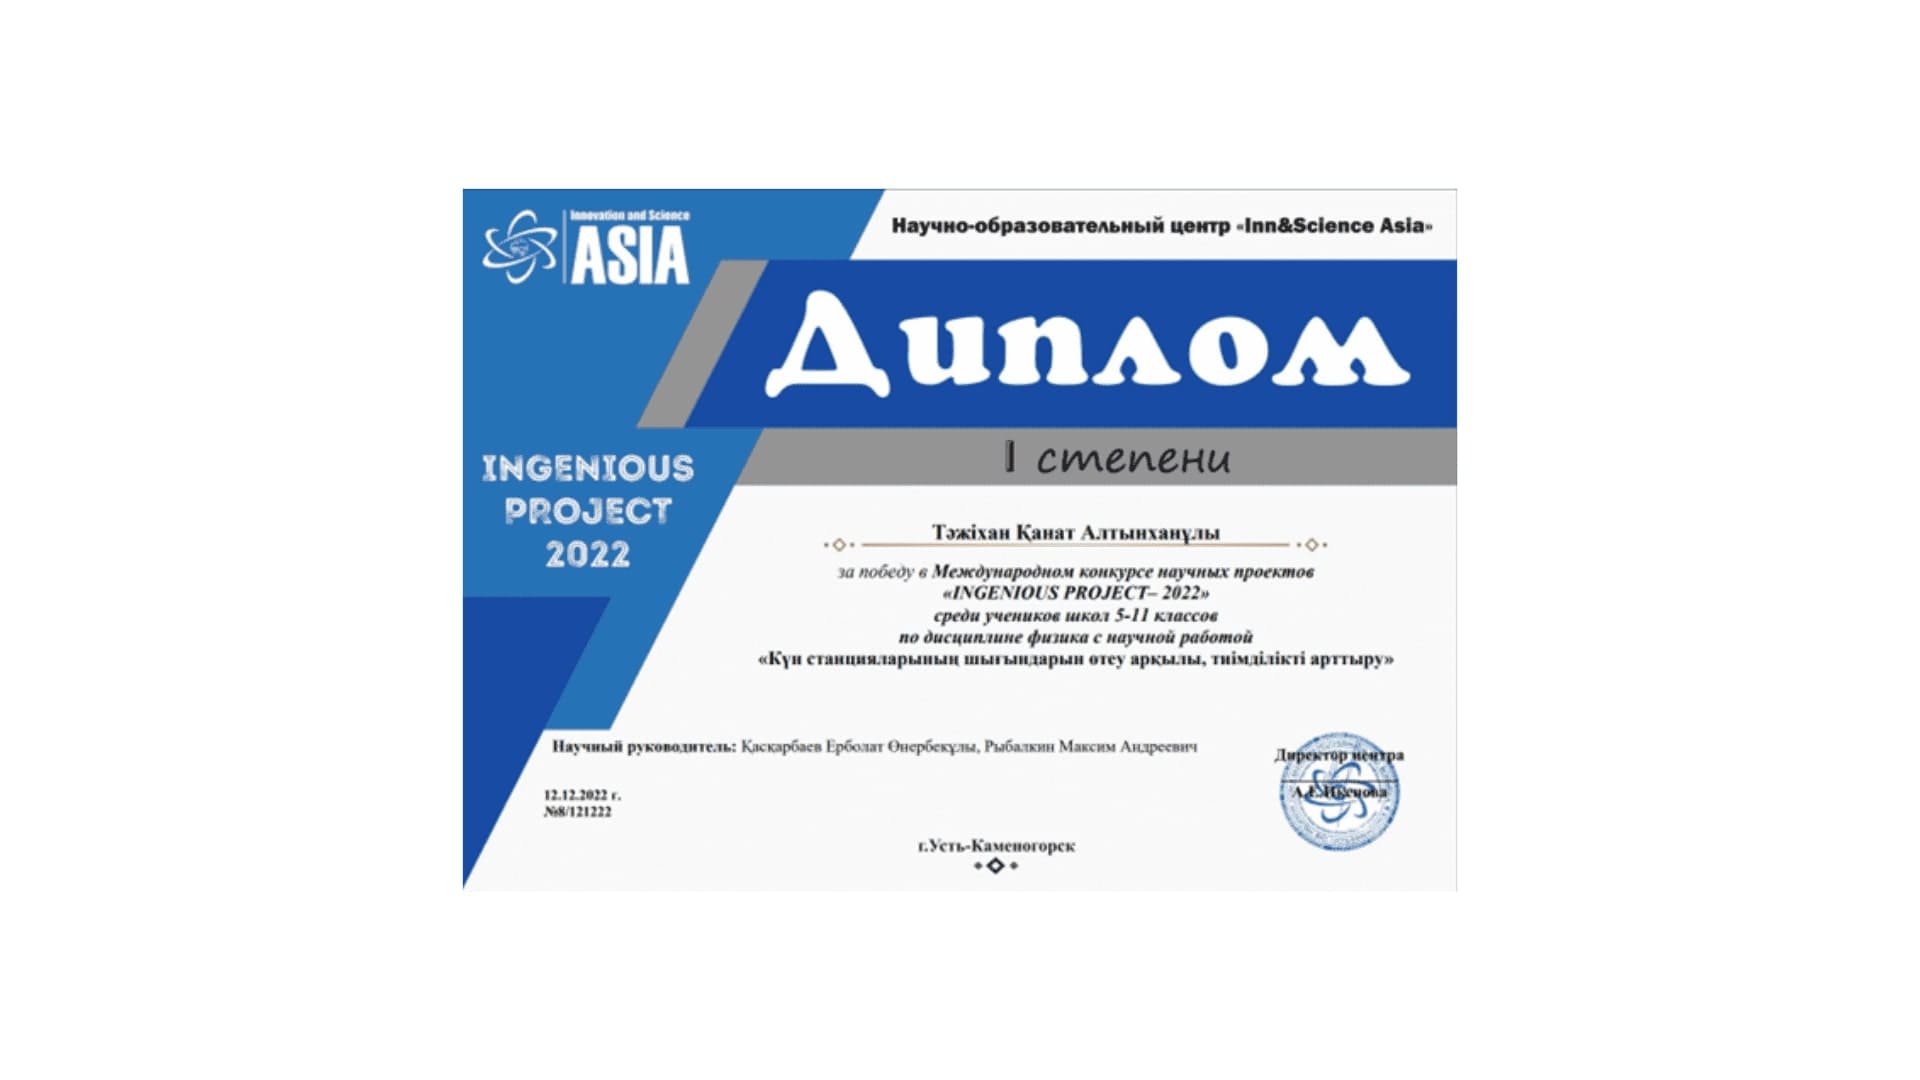 Innovation and Science
ASIA
Научно-образовательный центр «Inn&Science Asia»
Диплом
I степени
INGENIOUS
PROJECT
2022
Тәжіхан Қанат Алтынханұлы
за победу в Международном конкурсе научных проектов
«INGENIOUS PROJECT– 2022»
среди учеников школ 5-11 классов
по дисциплине физика с научной работой
«Күн станцияларының шығындарын өтеу арқылы, тиімділікті арттыру»
Научный руководитель: Қасқарбаев Ерболат Өнербекұлы, Рыбалкин Максим Андреевич
Директор центра
А.Е. Икенова
12.12.2022 г.
№8/121222
г.Усть-Каменогорск